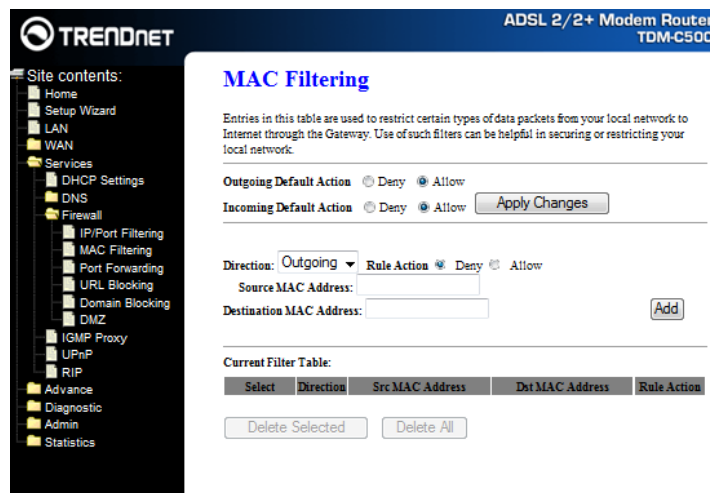 TRENDNET
ADSL 2/2+ Modem Router
TDM-C500
Site contents:
Home
Setup Wizard
LAN
WAN
Services
DHCP Settings
DNS
Firewall
IP/Port Filtering
MAC Filtering
Port Forwarding
URL Blocking
Domain Blocking
DMZ
IGMP Proxy
UPnP
RIP
Advance
Diagnostic
Admin
Statistics
MAC Filtering
Entries in this table are used to restrict certain types of data packets from your local network to
Internet through the Gateway. Use of such filters can be helpful in securing or restricting your
local network.
Outgoing Default Action Deny Allow
Incoming Default Action Deny Allow Apply Changes
Direction: Outgoing Rule Action Deny Allow
Source MAC Address:
Destination MAC Address: Add
Current Filter Table:
Select Direction Src MAC Address Dst MAC Address Rule Action
Delete Selected Delete All